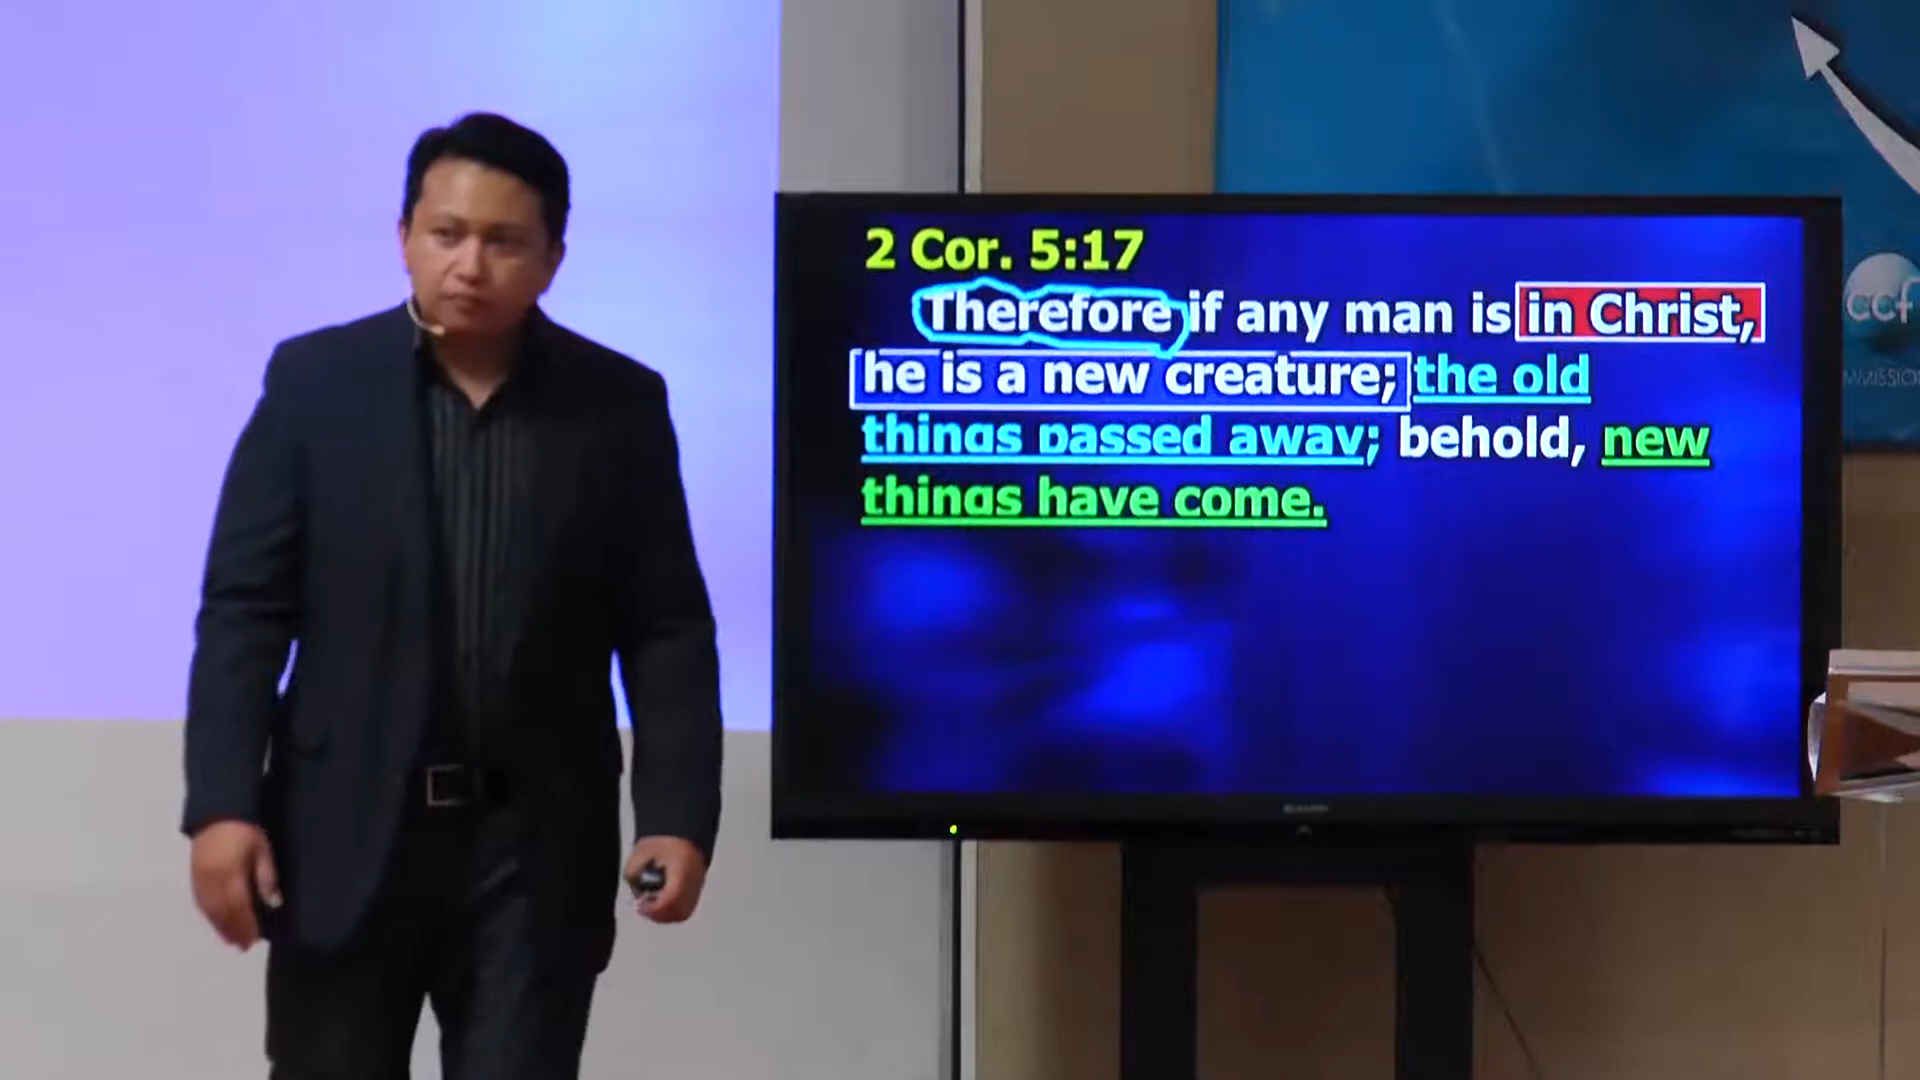 2 Cor. 5:17
Therefore if any man is in Christ,
he is a new creature; the old
things passed away; behold, new
things have come.
ccf